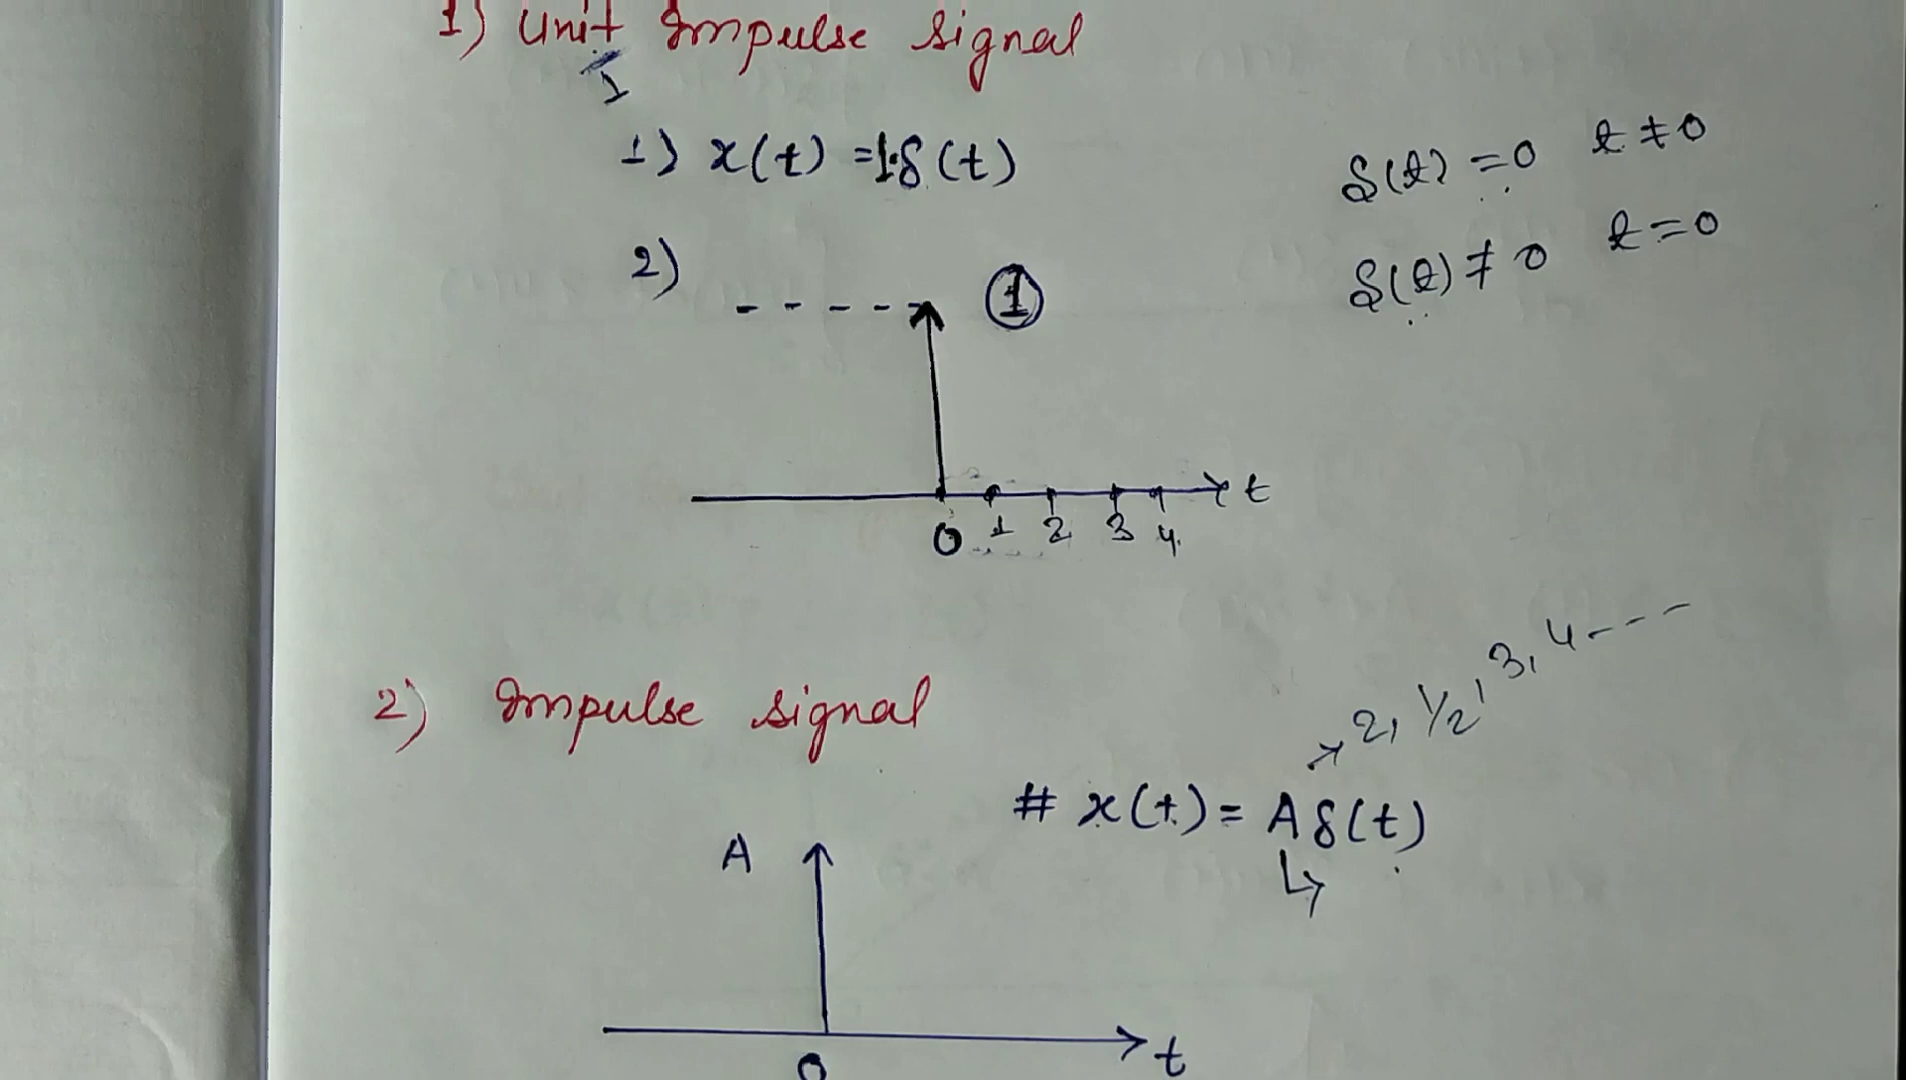 1) Unit Impulse signal
1
1) x(t) =1·δ(t)
δ(t) =0 t≠0
δ(t) ≠ 0 t=0
2)
1
t
0 1 2 3 4
2) Impulse signal
2, 1/2, 3, 4 - - -
# x(t) = A δ(t)
A
t
0